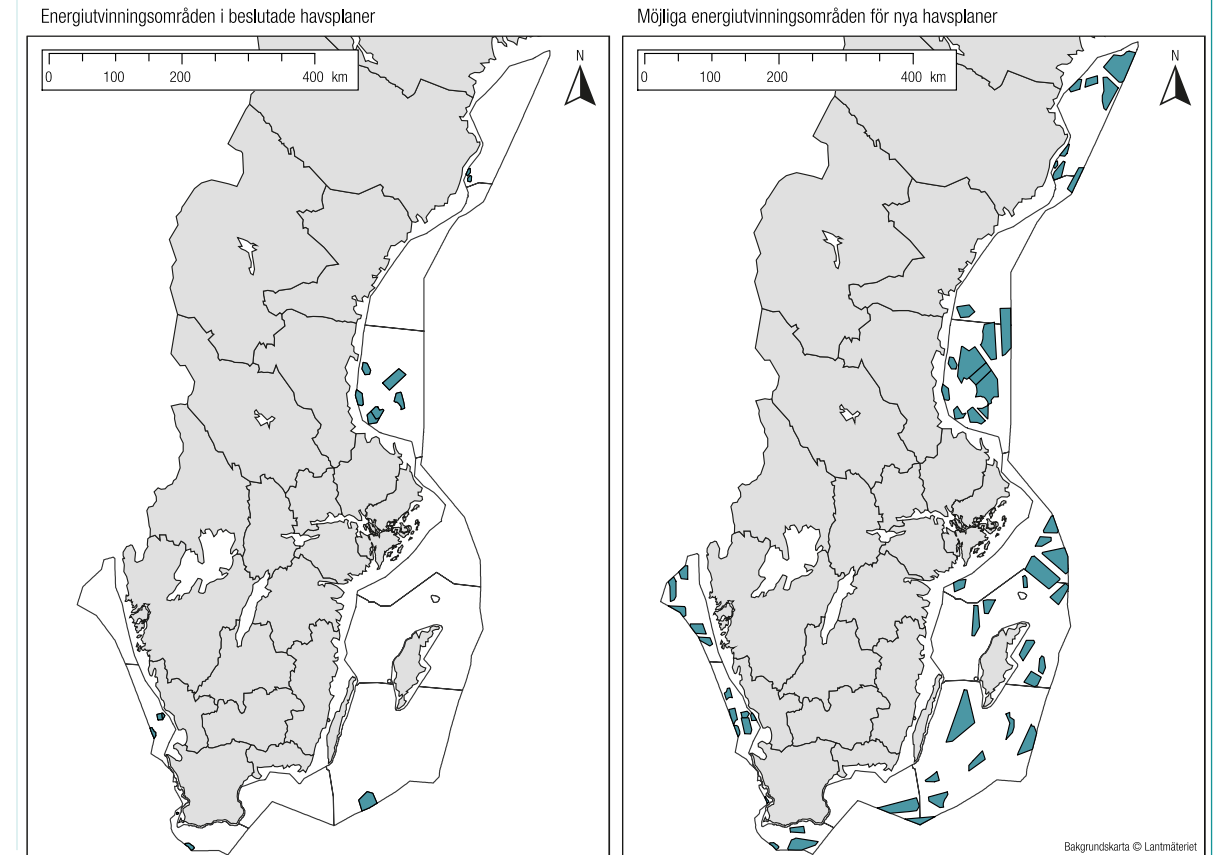 Energiutvinningsområden i beslutade havsplaner
0 100 200 400 km
N
Möjliga energiutvinningsområden för nya havsplaner
0 100 200 400 km
N
Bakgrundskarta © Lantmäteriet